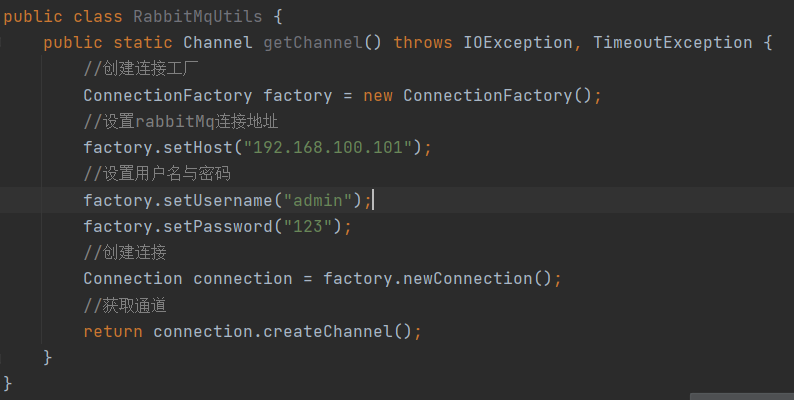 public class RabbitMqUtils {
    public static Channel getChannel() throws IOException, TimeoutException {
        //创建连接工厂
        ConnectionFactory factory = new ConnectionFactory();
        //设置rabbitMq连接地址
        factory.setHost("192.168.100.101");
        //设置用户名与密码
        factory.setUsername("admin");
        factory.setPassword("123");
        //创建连接
        Connection connection = factory.newConnection();
        //获取通道
        return connection.createChannel();
    }
}